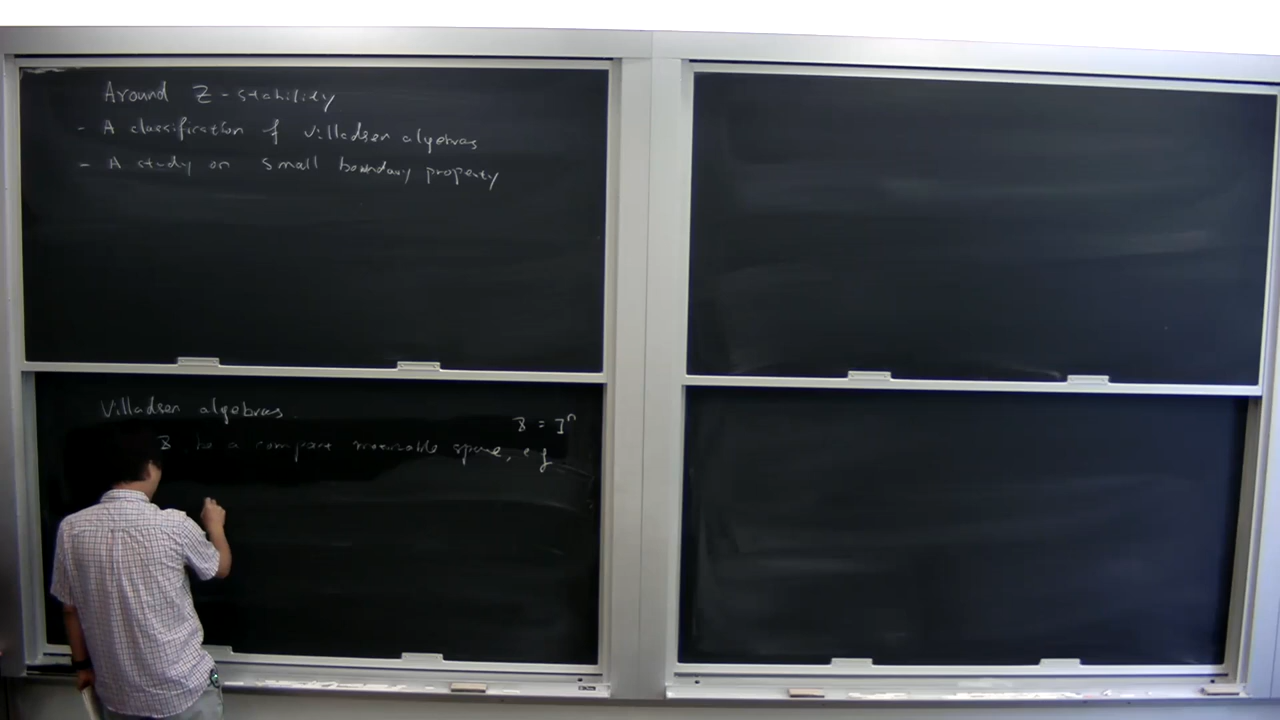 Around Z-stability
- A classification of Villadsen algebras
- A study on small boundary property
Villadsen algebras.
X = I^n
X be a compact metrizable space, e.g